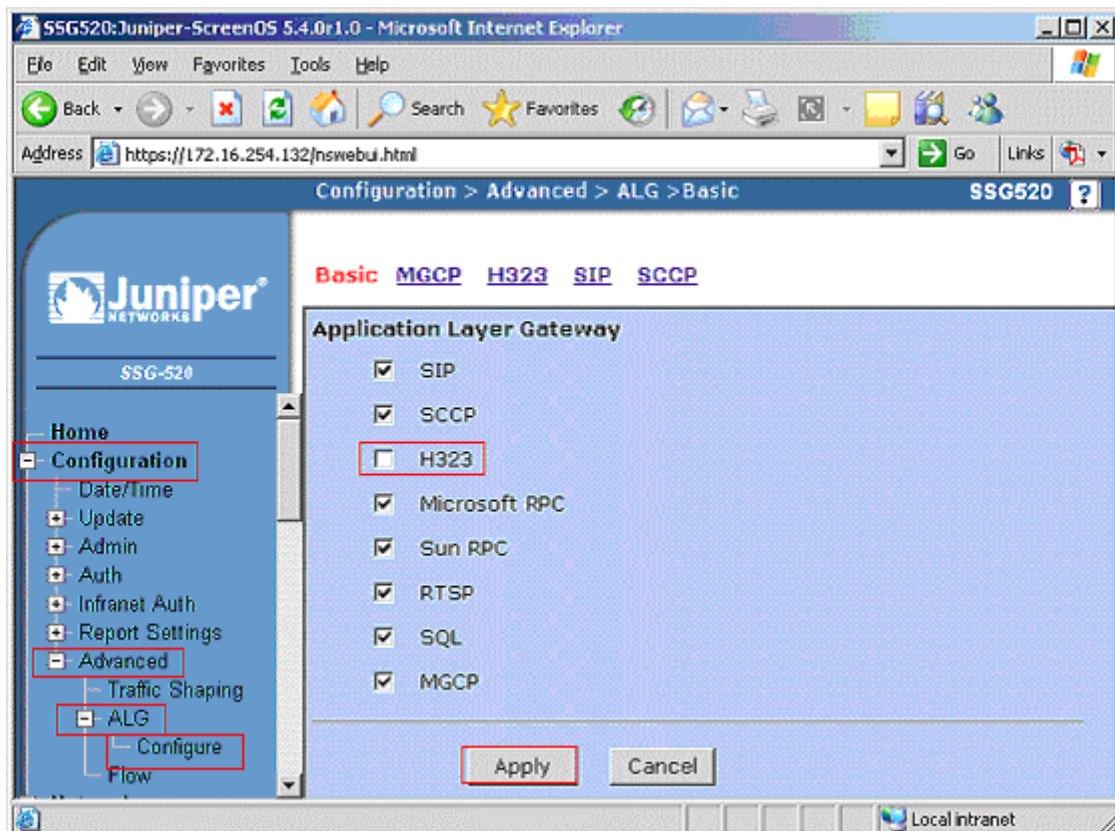 SSG520:Juniper-ScreenOS 5.4.0r1.0 - Microsoft Internet Explorer
File Edit View Favorites Tools Help
Back Search Favorites
Address https://172.16.254.132/nswebui.html Go Links
Configuration > Advanced > ALG >Basic SSG520 ?
Juniper®
NETWORKS
SSG-520
Home
Configuration
Date/Time
Update
Admin
Auth
Infranet Auth
Report Settings
Advanced
Traffic Shaping
ALG
Configure
Flow
Basic MGCP H323 SIP SCCP
Application Layer Gateway
SIP
SCCP
H323
Microsoft RPC
Sun RPC
RTSP
SQL
MGCP
Apply Cancel
Local intranet